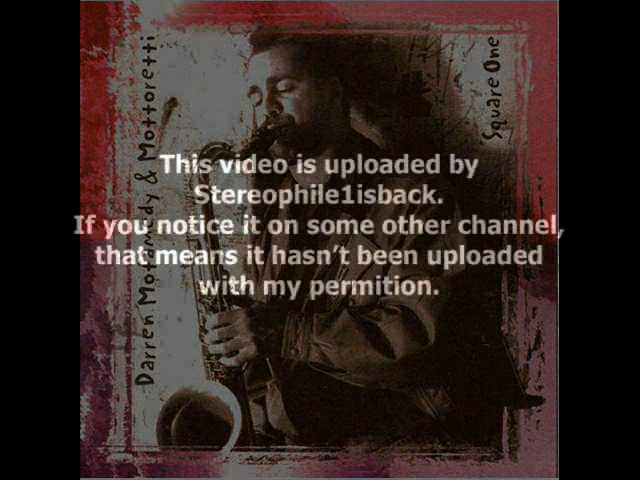 Darren Motamedy & Mottoretti
Square One
This video is uploaded by
Stereophile1isback.
If you notice it on some other channel,
that means it hasn't been uploaded
with my permition.